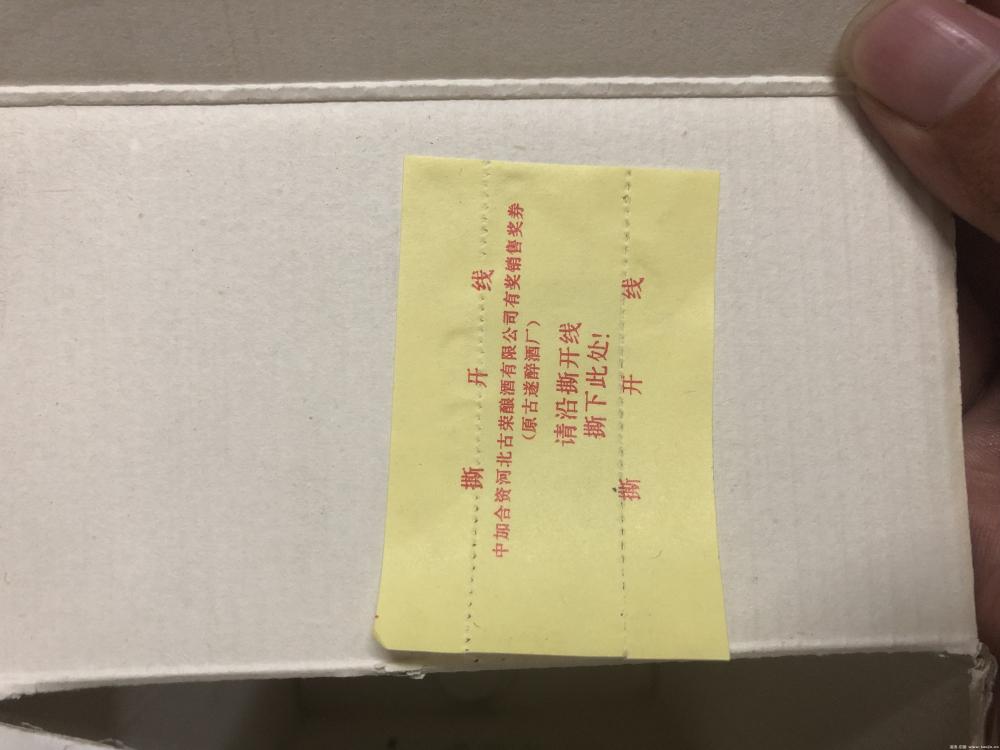 撕开线
中加合资河北古荣酿酒有限公司有奖销售奖券
（原古遂醉酒厂）
请沿撕开线
撕下此处！
撕开线